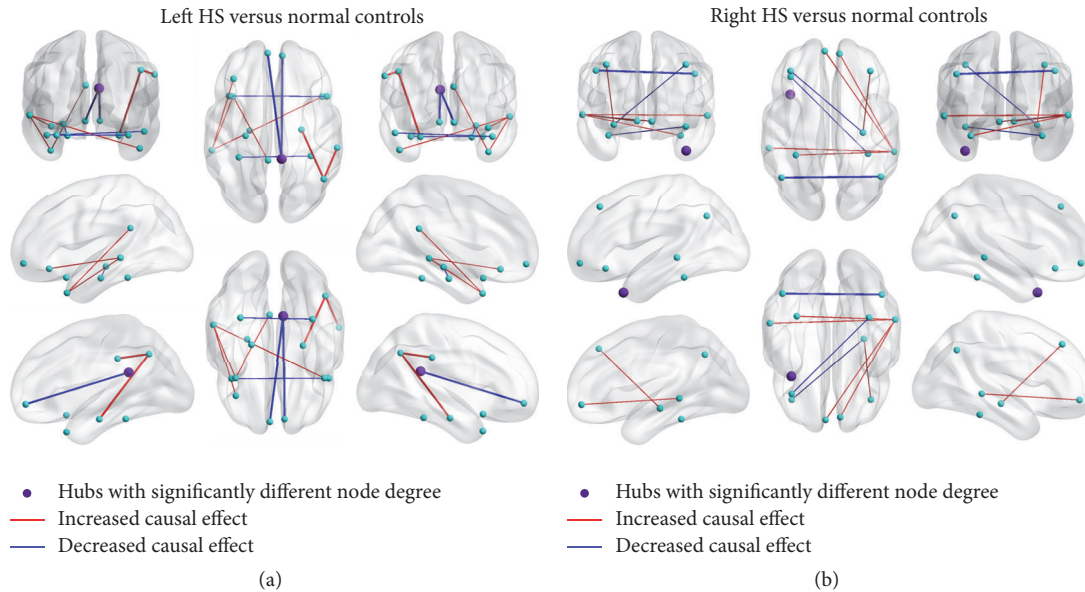 Left HS versus normal controls
Hubs with significantly different node degree
Increased causal effect
Decreased causal effect
(a)
Right HS versus normal controls
Hubs with significantly different node degree
Increased causal effect
Decreased causal effect
(b)